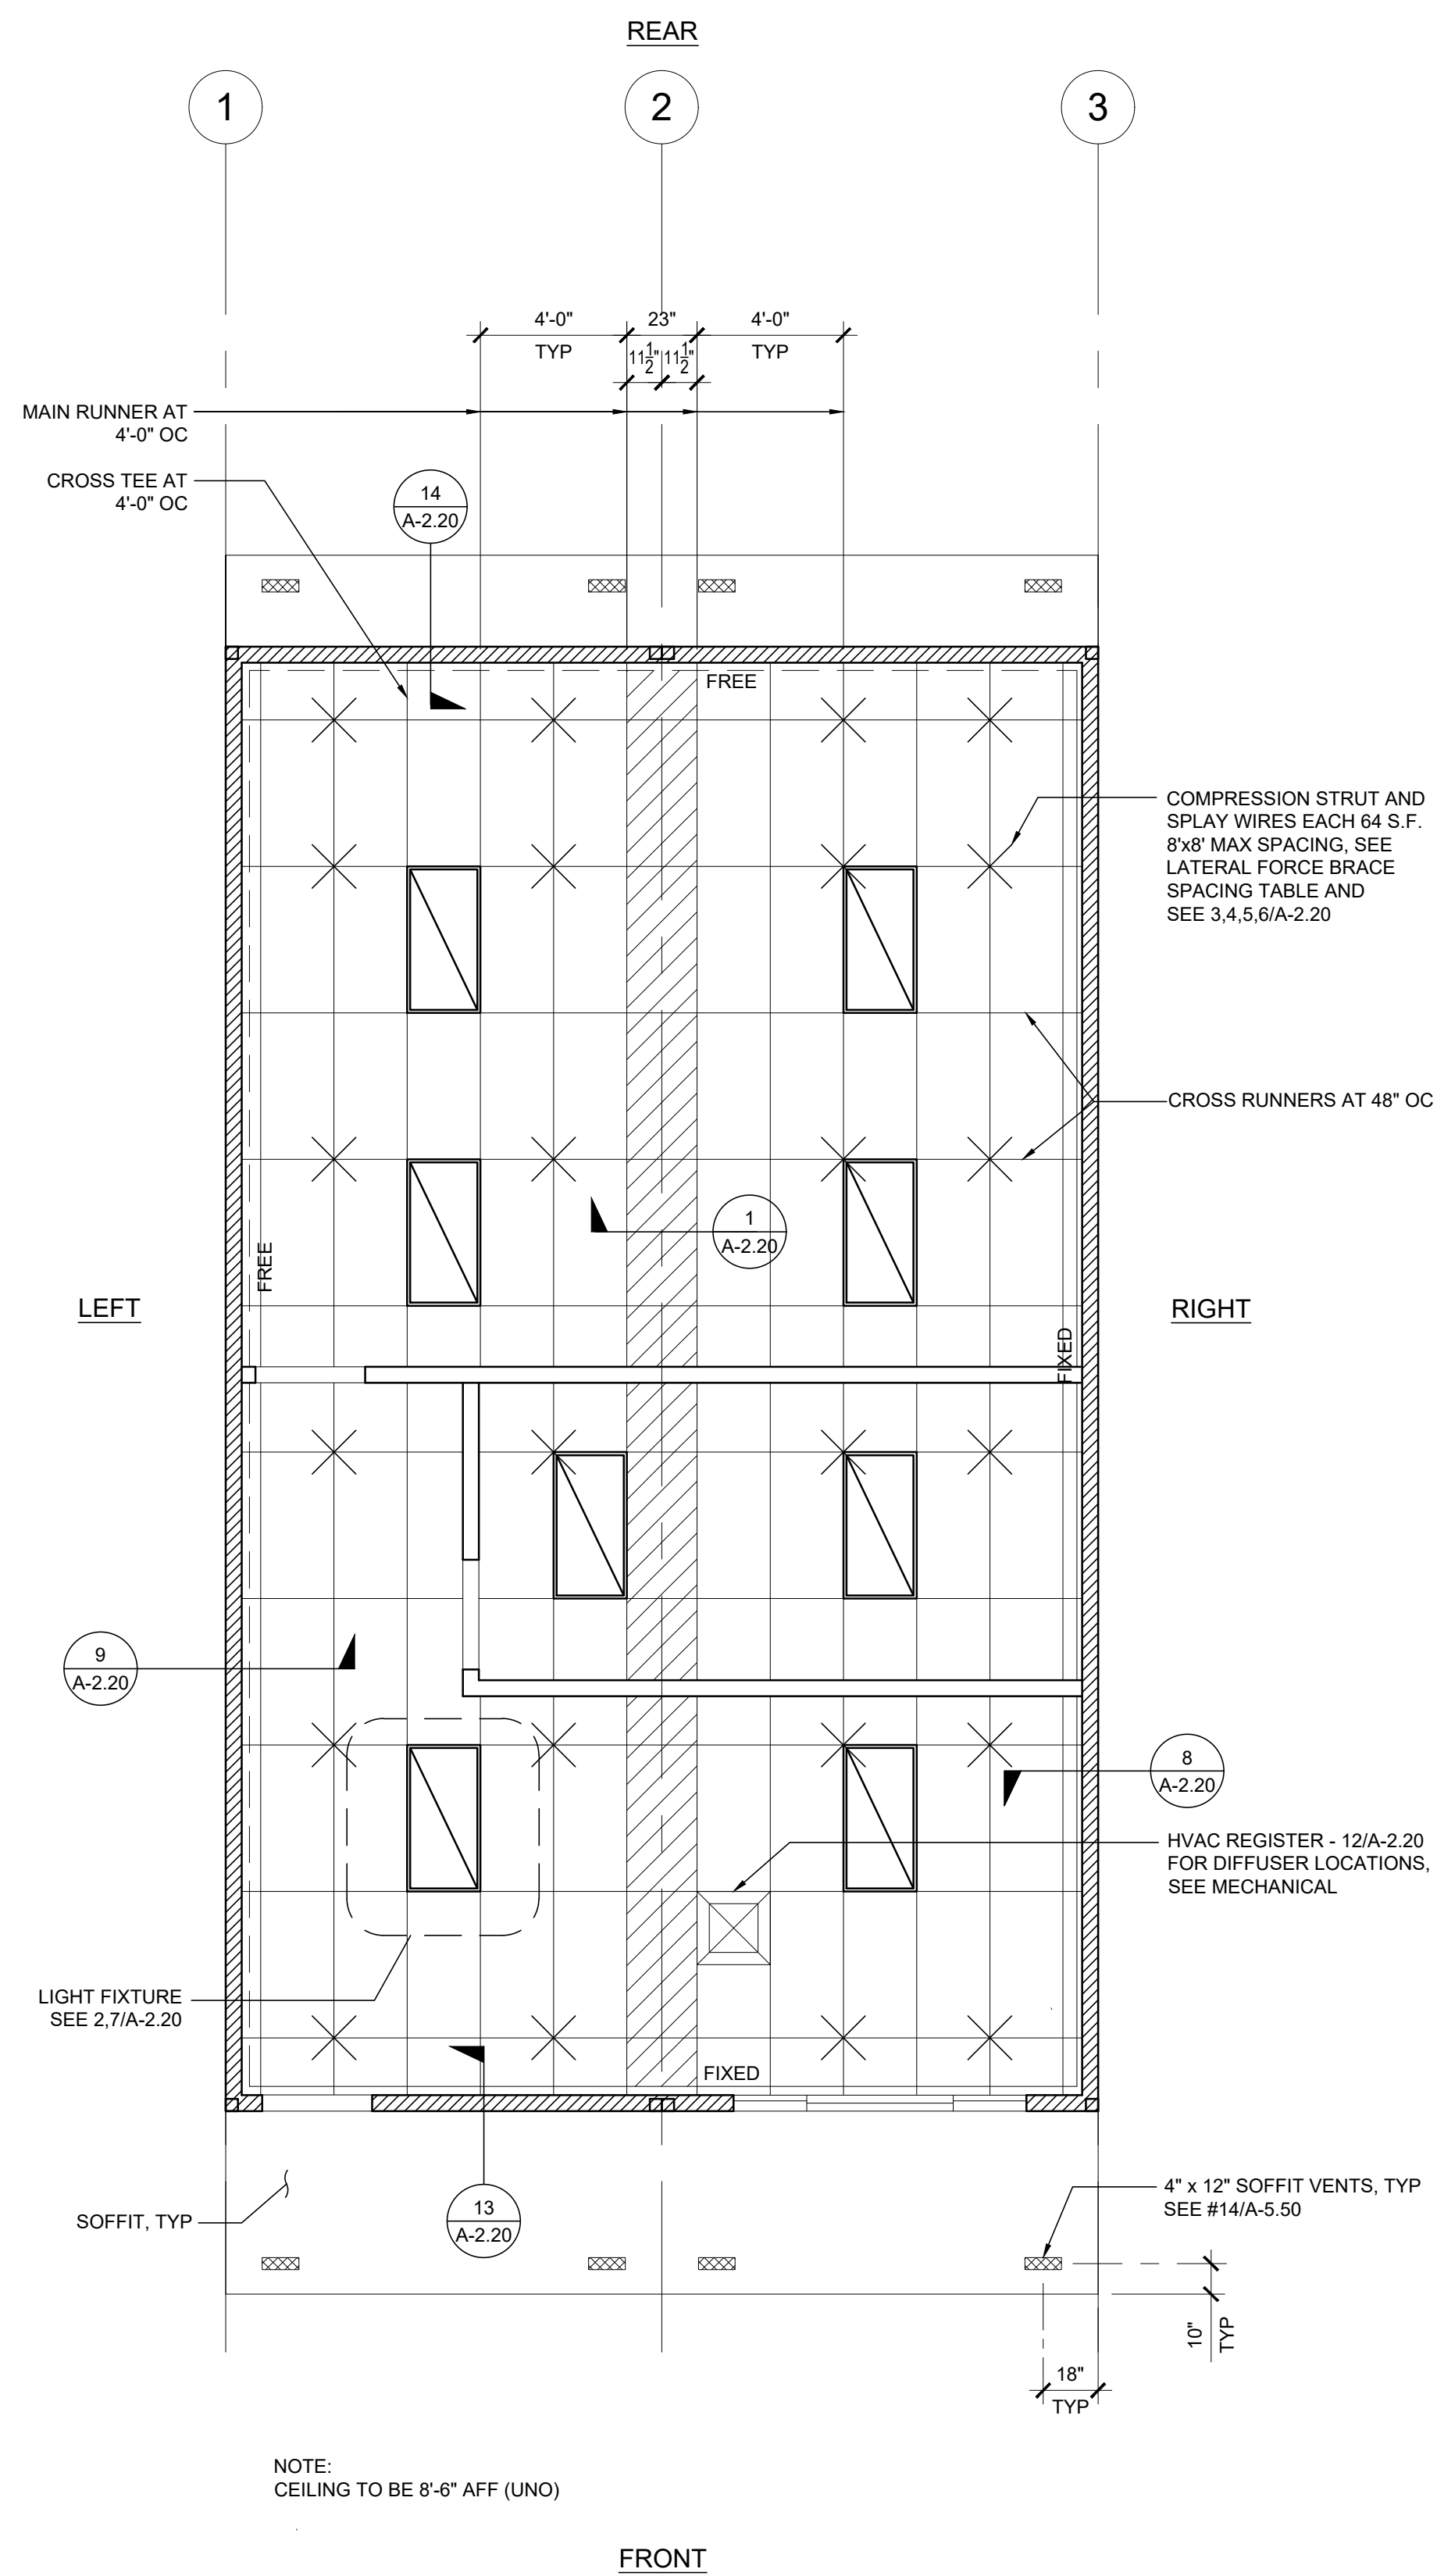 REAR
1
2
3
4'-0"
TYP
23"
4'-0"
TYP
11 1/2"
11 1/2"
MAIN RUNNER AT
4'-0" OC
CROSS TEE AT
4'-0" OC
14
A-2.20
FREE
COMPRESSION STRUT AND
SPLAY WIRES EACH 64 S.F.
8'x8' MAX SPACING, SEE
LATERAL FORCE BRACE
SPACING TABLE AND
SEE 3,4,5,6/A-2.20
CROSS RUNNERS AT 48" OC
1
A-2.20
FREE
LEFT
RIGHT
FIXED
9
A-2.20
8
A-2.20
HVAC REGISTER - 12/A-2.20
FOR DIFFUSER LOCATIONS,
SEE MECHANICAL
LIGHT FIXTURE
SEE 2,7/A-2.20
FIXED
4" x 12" SOFFIT VENTS, TYP
SEE #14/A-5.50
SOFFIT, TYP
13
A-2.20
10"
TYP
18"
TYP
NOTE:
CEILING TO BE 8'-6" AFF (UNO)
FRONT